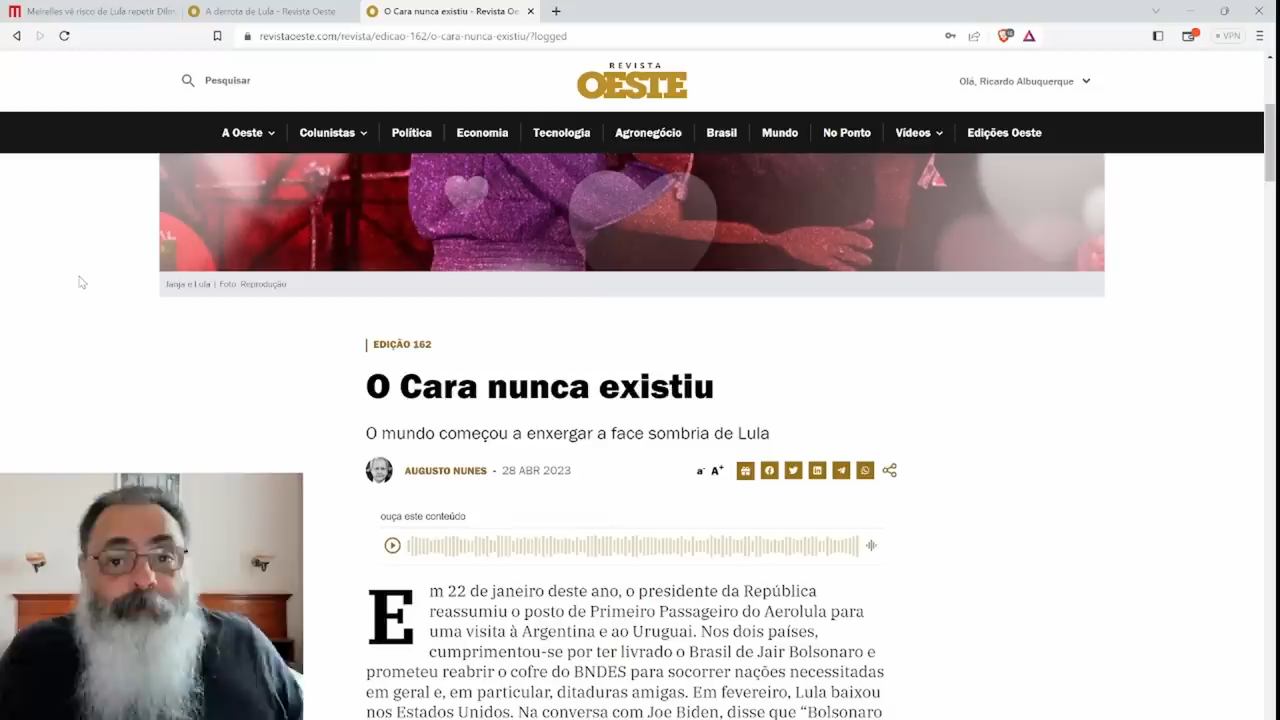 Meirelles vê risco de Lula repetir Dilm
A derrota de Lula - Revista Oeste
O Cara nunca existiu - Revista Oe
revistaoeste.com/revista/edicao-162/o-cara-nunca-existiu/?logged
VPN
Pesquisar
REVISTA
OESTE
Olá, Ricardo Albuquerque
A Oeste
Colunistas
Política
Economia
Tecnologia
Agronegócio
Brasil
Mundo
No Ponto
Vídeos
Edições Oeste
Janja e Lula | Foto: Reprodução
EDIÇÃO 162
O Cara nunca existiu
O mundo começou a enxergar a face sombria de Lula
AUGUSTO NUNES - 28 ABR 2023
a- A+
ouça este conteúdo
Em 22 de janeiro deste ano, o presidente da República
reassumiu o posto de Primeiro Passageiro do Aerolula para
uma visita à Argentina e ao Uruguai. Nos dois países,
cumprimentou-se por ter livrado o Brasil de Jair Bolsonaro e
prometeu reabrir o cofre do BNDES para socorrer nações necessitadas
em geral e, em particular, ditaduras amigas. Em fevereiro, Lula baixou
nos Estados Unidos. Na conversa com Joe Biden, disse que “Bolsonaro